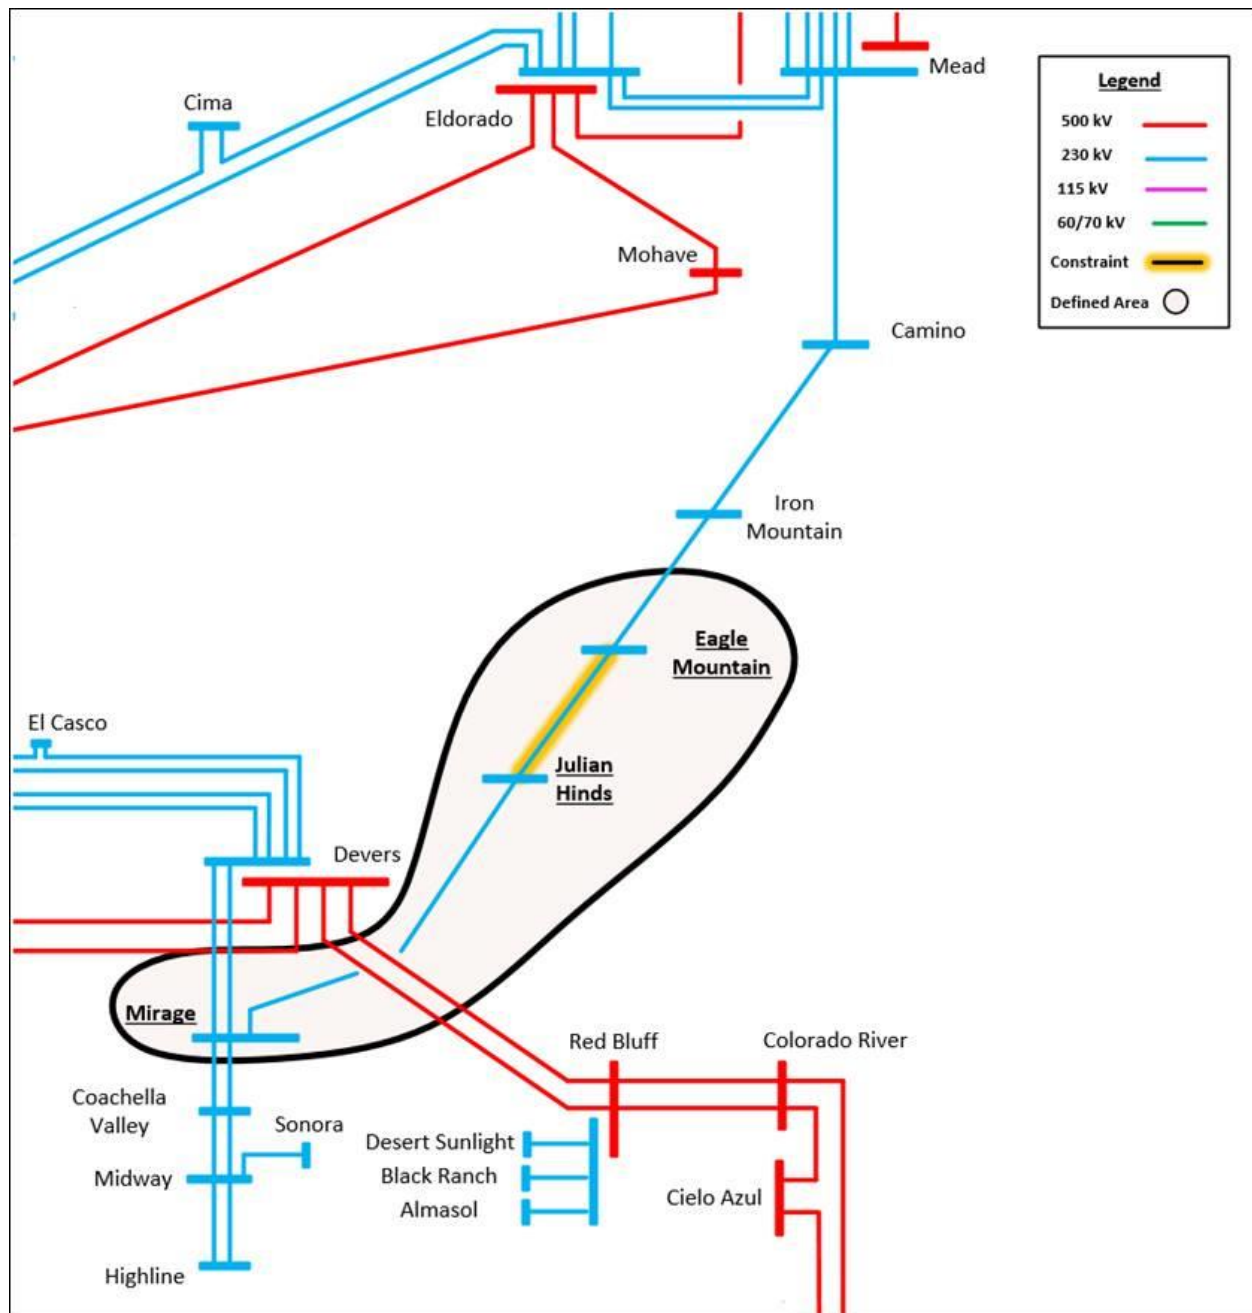 Mead
Legend
500 kV
230 kV
115 kV
60/70 kV
Constraint
Defined Area
Cima
Eldorado
Mohave
Camino
Iron
Mountain
Eagle
Mountain
El Casco
Julian
Hinds
Devers
Mirage
Red Bluff
Colorado River
Coachella
Valley
Sonora
Desert Sunlight
Midway
Black Ranch
Cielo Azul
Almasol
Highline